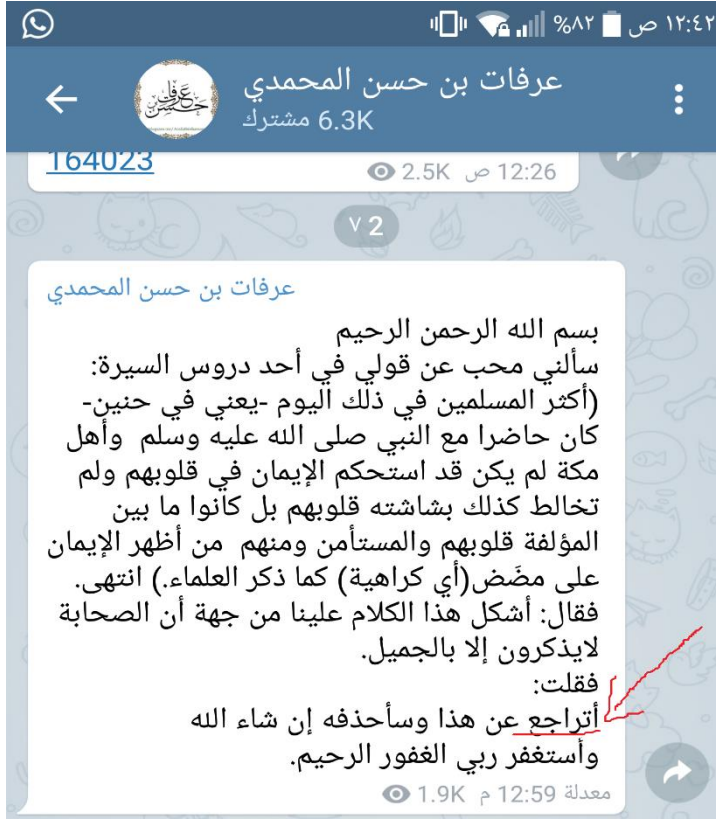 ١٢:٤٢ ص ٨٢%
عرفات بن حسن المحمدي
6.3K مشترك
164023
12:26 ص 2.5K
2 ٧
عرفات بن حسن المحمدي
بسم الله الرحمن الرحيم
سألني محب عن قولي في أحد دروس السيرة:
(أكثر المسلمين في ذلك اليوم -يعني في حنين-
كان حاضرا مع النبي صلى الله عليه وسلم وأهل
مكة لم يكن قد استحكم الإيمان في قلوبهم ولم
تخالط كذلك بشاشته قلوبهم بل كانوا ما بين
المؤلفة قلوبهم والمستأمن ومنهم من أظهر الإيمان
على مضَض(أي كراهية) كما ذكر العلماء.) انتهى.
فقال: أشكل هذا الكلام علينا من جهة أن الصحابة
لايذكرون إلا بالجميل.
فقلت:
أتراجع عن هذا وسأحذفه إن شاء الله
وأستغفر ربي الغفور الرحيم.
معدلة 12:59 م 1.9K